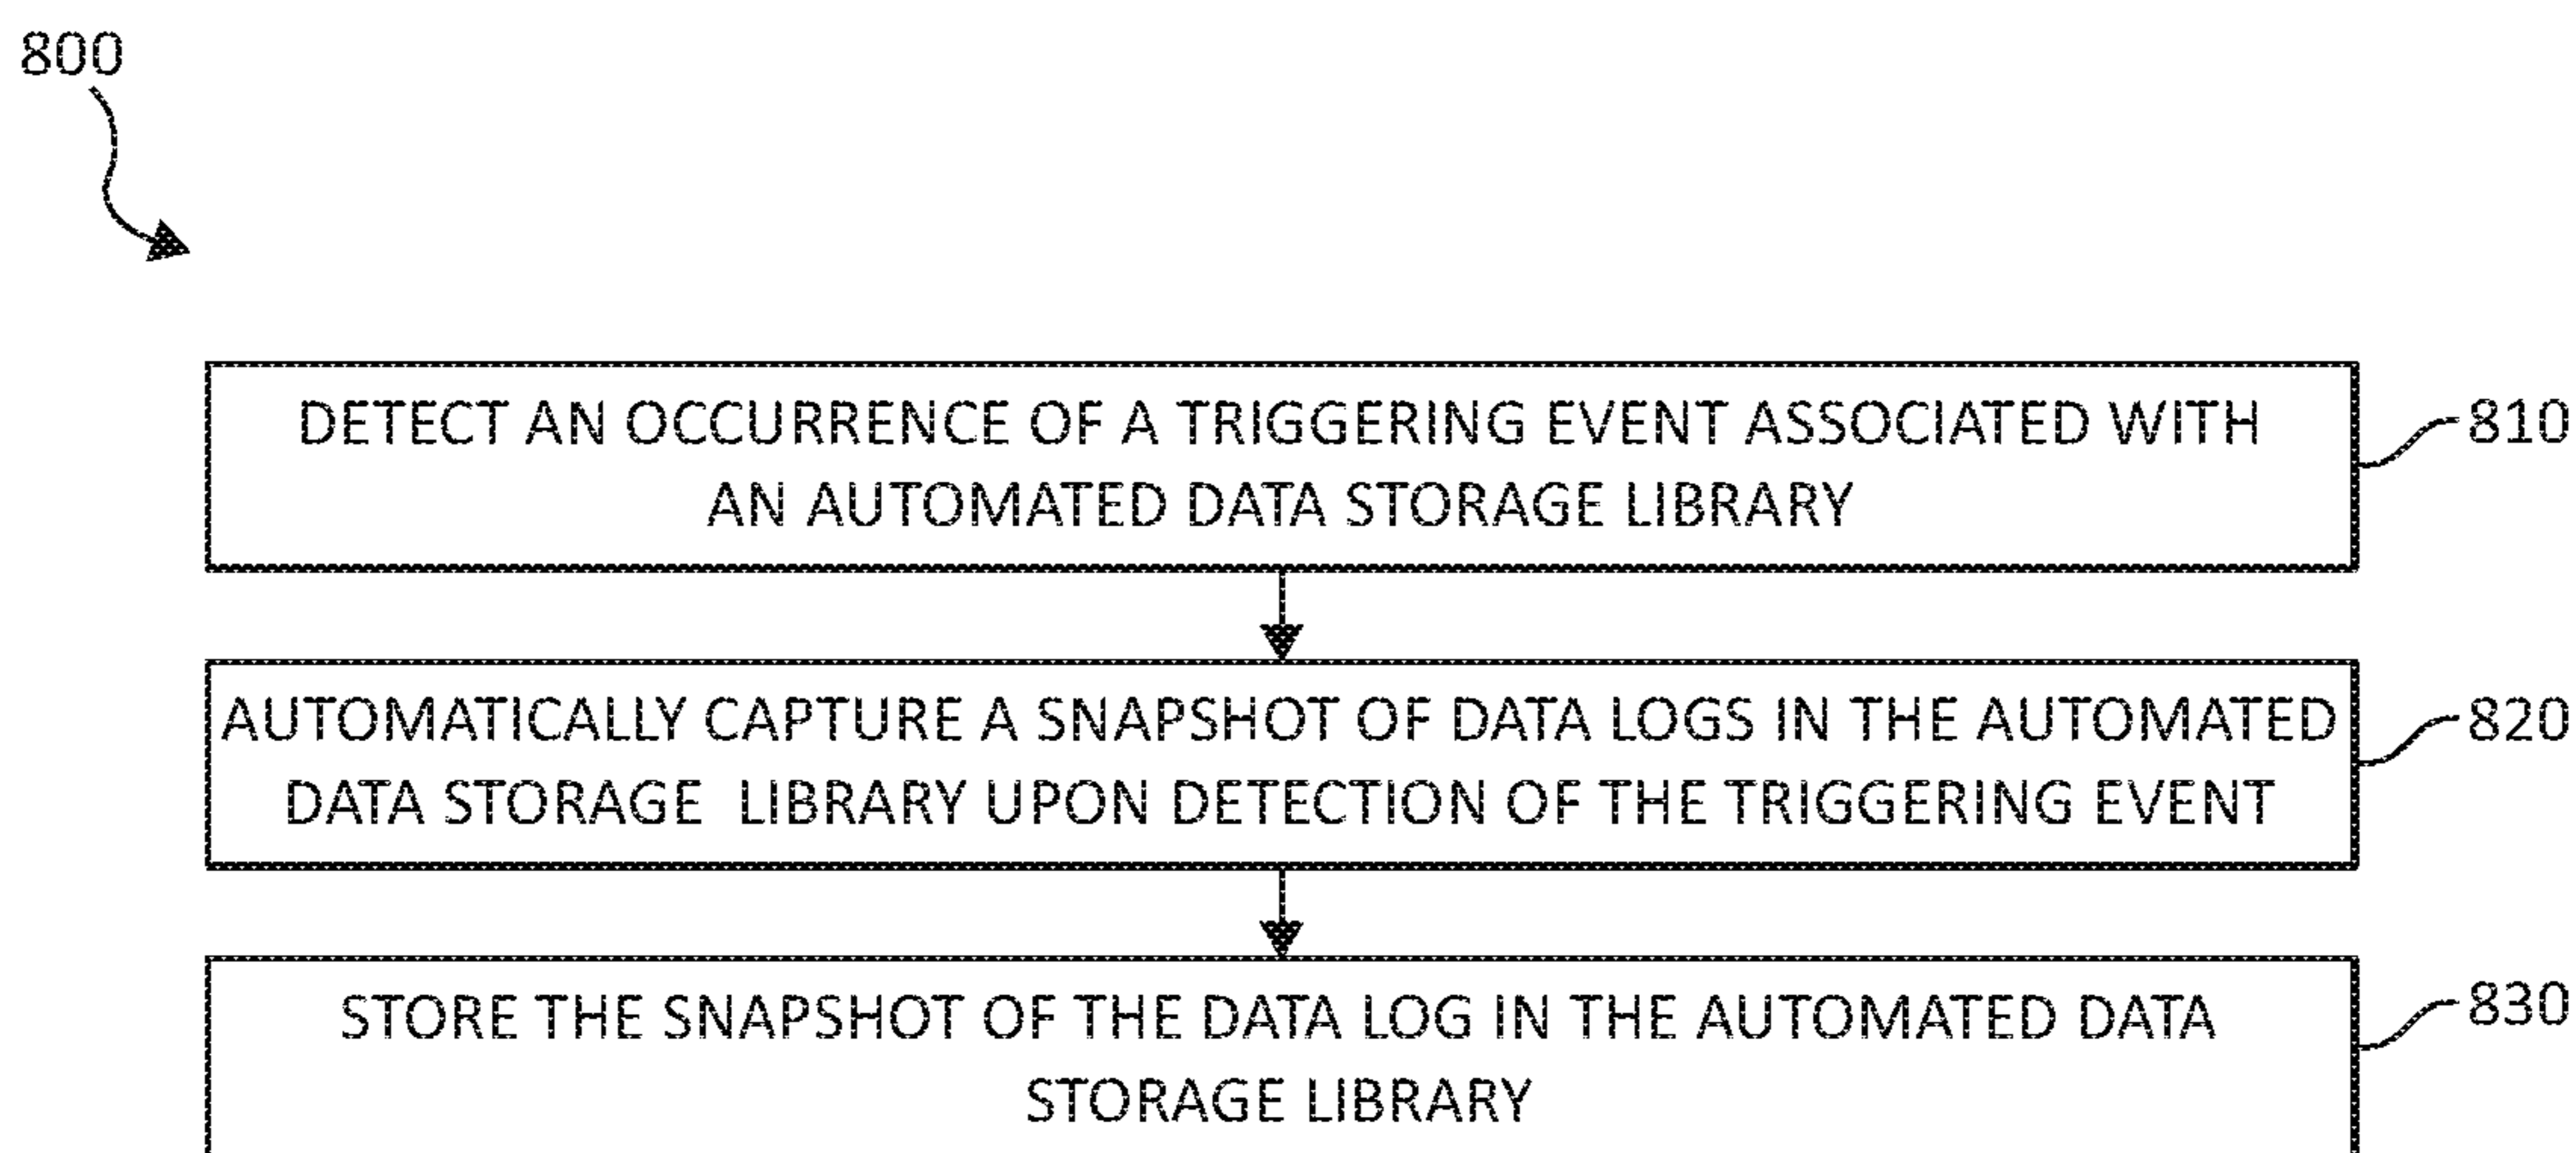 800
DETECT AN OCCURRENCE OF A TRIGGERING EVENT ASSOCIATED WITH
AN AUTOMATED DATA STORAGE LIBRARY
810
AUTOMATICALLY CAPTURE A SNAPSHOT OF DATA LOGS IN THE AUTOMATED
DATA STORAGE  LIBRARY UPON DETECTION OF THE TRIGGERING EVENT
820
STORE THE SNAPSHOT OF THE DATA LOG IN THE AUTOMATED DATA
STORAGE LIBRARY
830